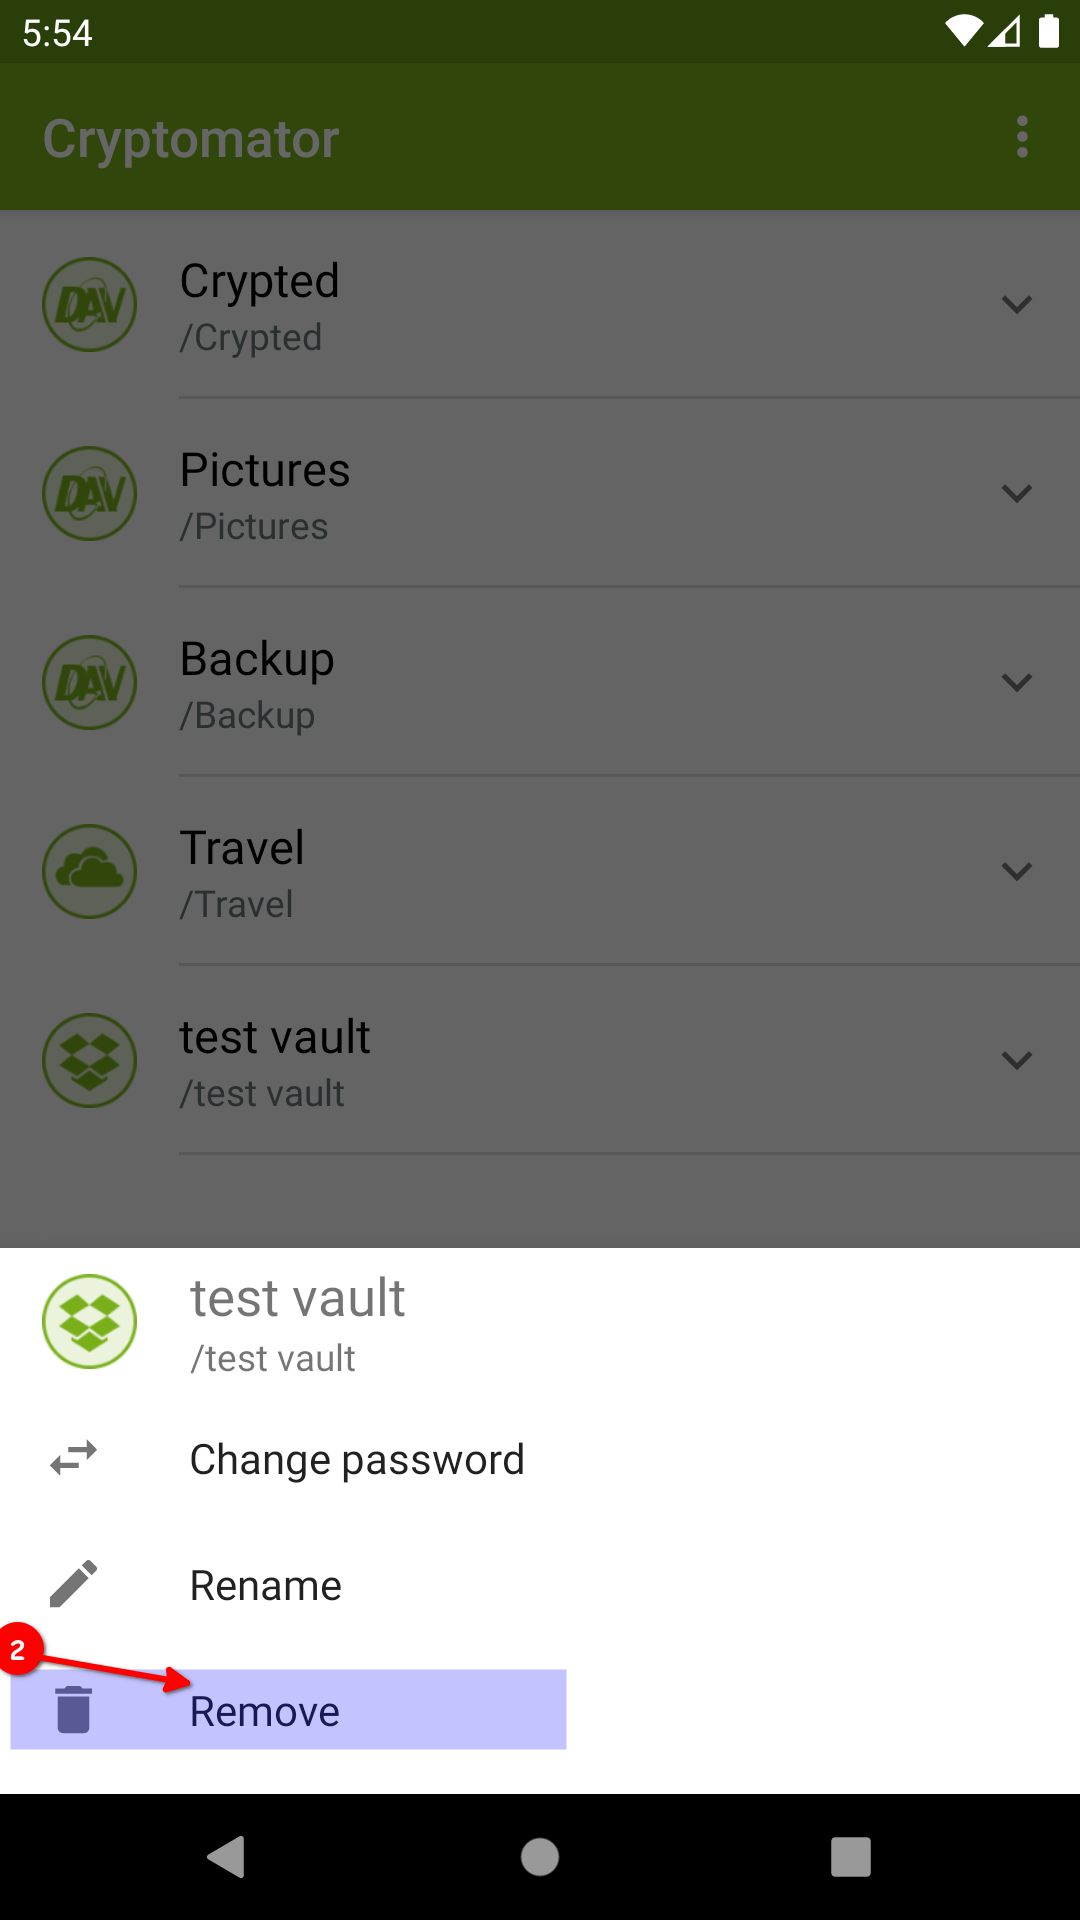 5:54
Cryptomator
DAV
Crypted
/Crypted
DAV
Pictures
/Pictures
DAV
Backup
/Backup
Travel
/Travel
test vault
/test vault
test vault
/test vault
Change password
Rename
2
Remove